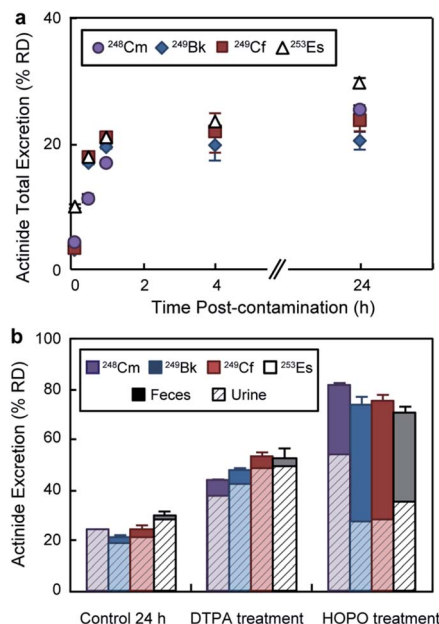 a
Actinide Total Excretion (% RD)
40
20
0
²⁴⁸Cm ²⁴⁹Bk ²⁴⁹Cf ²⁵³Es
0 2 4 24
Time Post-contamination (h)
b
Actinide Excretion (% RD)
100
80
60
40
20
0
²⁴⁸Cm ²⁴⁹Bk ²⁴⁹Cf ²⁵³Es
Feces Urine
Control 24 h DTPA treatment HOPO treatment